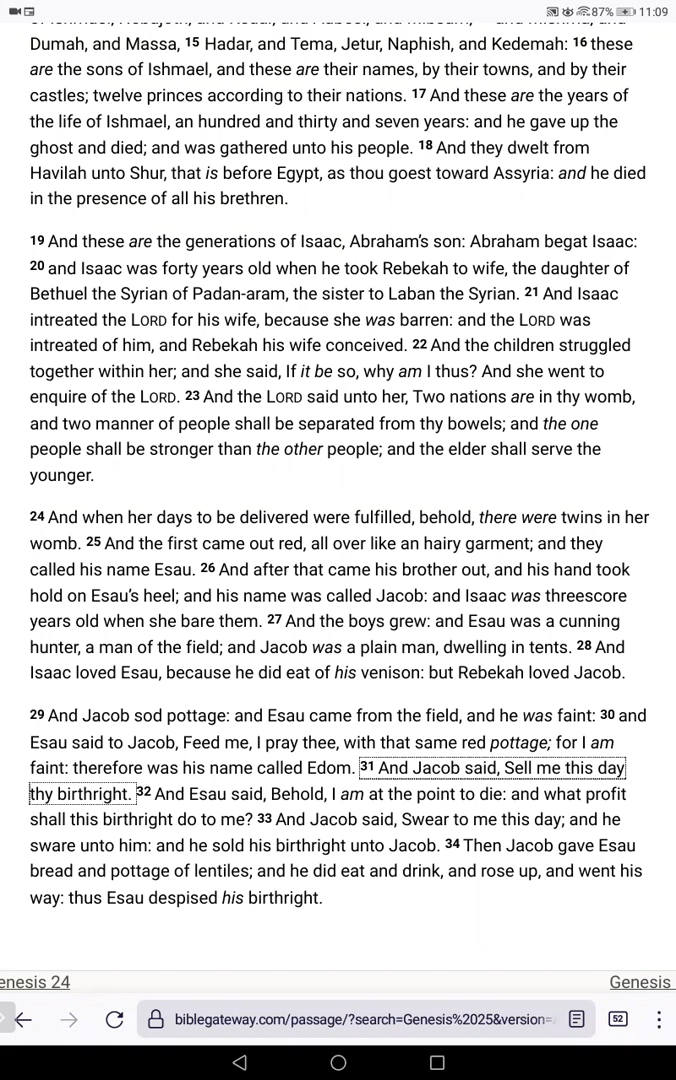 87% 11:09
Dumah, and Massa, 15 Hadar, and Tema, Jetur, Naphish, and Kedemah: 16 these
are the sons of Ishmael, and these are their names, by their towns, and by their
castles; twelve princes according to their nations. 17 And these are the years of
the life of Ishmael, an hundred and thirty and seven years: and he gave up the
ghost and died; and was gathered unto his people. 18 And they dwelt from
Havilah unto Shur, that is before Egypt, as thou goest toward Assyria: and he died
in the presence of all his brethren.
19 And these are the generations of Isaac, Abraham's son: Abraham begat Isaac:
20 and Isaac was forty years old when he took Rebekah to wife, the daughter of
Bethuel the Syrian of Padan-aram, the sister to Laban the Syrian. 21 And Isaac
intreated the LORD for his wife, because she was barren: and the LORD was
intreated of him, and Rebekah his wife conceived. 22 And the children struggled
together within her; and she said, If it be so, why am I thus? And she went to
enquire of the LORD. 23 And the LORD said unto her, Two nations are in thy womb,
and two manner of people shall be separated from thy bowels; and the one
people shall be stronger than the other people; and the elder shall serve the
younger.
24 And when her days to be delivered were fulfilled, behold, there were twins in her
womb. 25 And the first came out red, all over like an hairy garment; and they
called his name Esau. 26 And after that came his brother out, and his hand took
hold on Esau's heel; and his name was called Jacob: and Isaac was threescore
years old when she bare them. 27 And the boys grew: and Esau was a cunning
hunter, a man of the field; and Jacob was a plain man, dwelling in tents. 28 And
Isaac loved Esau, because he did eat of his venison: but Rebekah loved Jacob.
29 And Jacob sod pottage: and Esau came from the field, and he was faint: 30 and
Esau said to Jacob, Feed me, I pray thee, with that same red pottage; for I am
faint: therefore was his name called Edom. 31 And Jacob said, Sell me this day
thy birthright. 32 And Esau said, Behold, I am at the point to die: and what profit
shall this birthright do to me? 33 And Jacob said, Swear to me this day; and he
sware unto him: and he sold his birthright unto Jacob. 34 Then Jacob gave Esau
bread and pottage of lentiles; and he did eat and drink, and rose up, and went his
way: thus Esau despised his birthright.
enesis 24 Genesis
biblegateway.com/passage/?search=Genesis%2025&version= 52